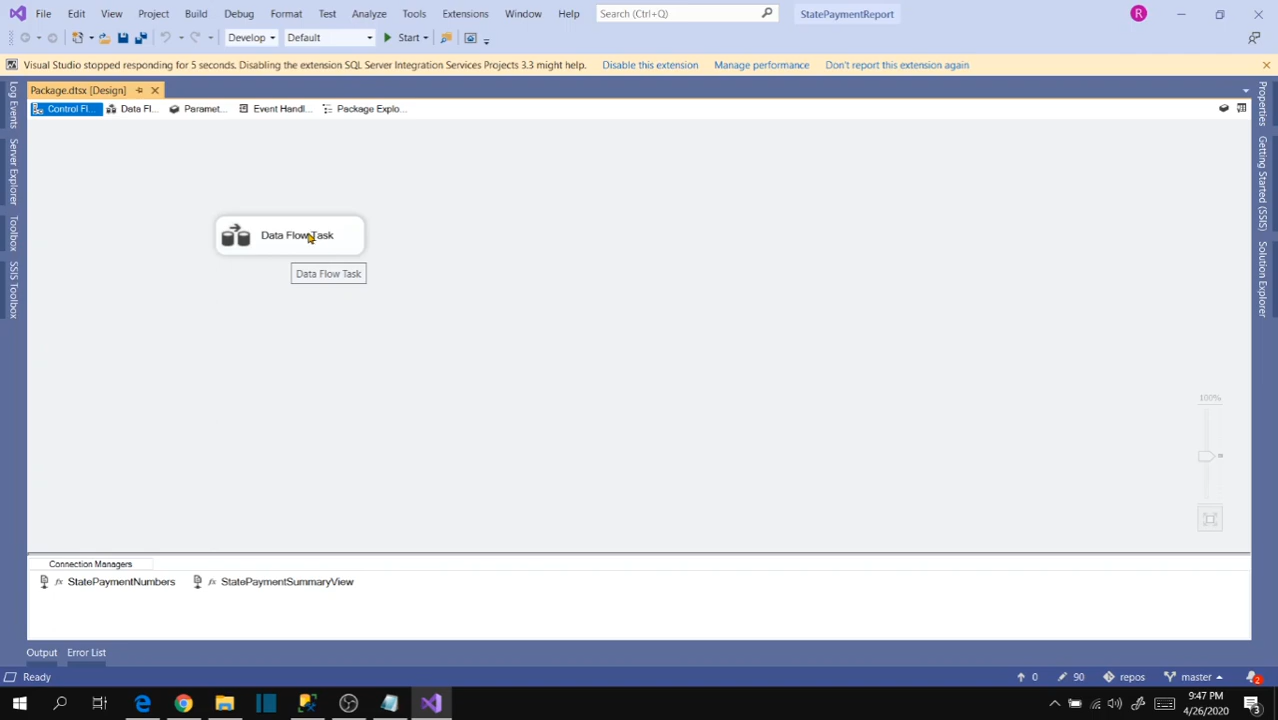 File Edit View Project Build Debug Format Test Analyze Tools Extensions Window Help Search (Ctrl+Q) StatePaymentReport R
Develop Default Start
Visual Studio stopped responding for 5 seconds. Disabling the extension SQL Server Integration Services Projects 3.3 might help. Disable this extension Manage performance Don't report this extension again
Package.dtsx [Design]
Control Fl... Data Fl... Paramet... Event Handl... Package Explo...
Log Events
Server Explorer
Toolbox
SSIS Toolbox
Data Flow Task
Data Flow Task
Properties
Getting Started (SSIS)
Solution Explorer
100%
Connection Managers
fx StatePaymentNumbers fx StatePaymentSummaryView
Output Error List
Ready 0 90 repos master 2
9:47 PM
4/26/2020 3